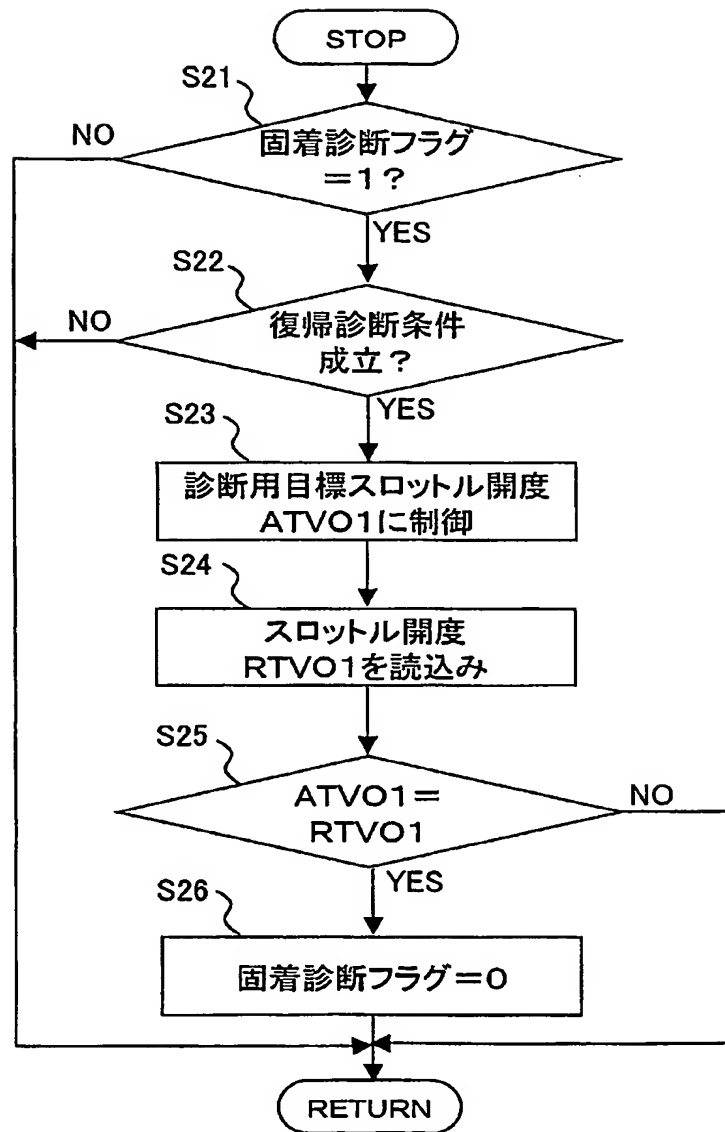 STOP
S21
NO
固着診断フラグ
=1?
YES
S22
NO
復帰診断条件
成立?
YES
S23
診断用目標スロットル開度
ATVO1に制御
S24
スロットル開度
RTVO1を読込み
S25
ATVO1=
RTVO1
NO
YES
S26
固着診断フラグ=0
RETURN